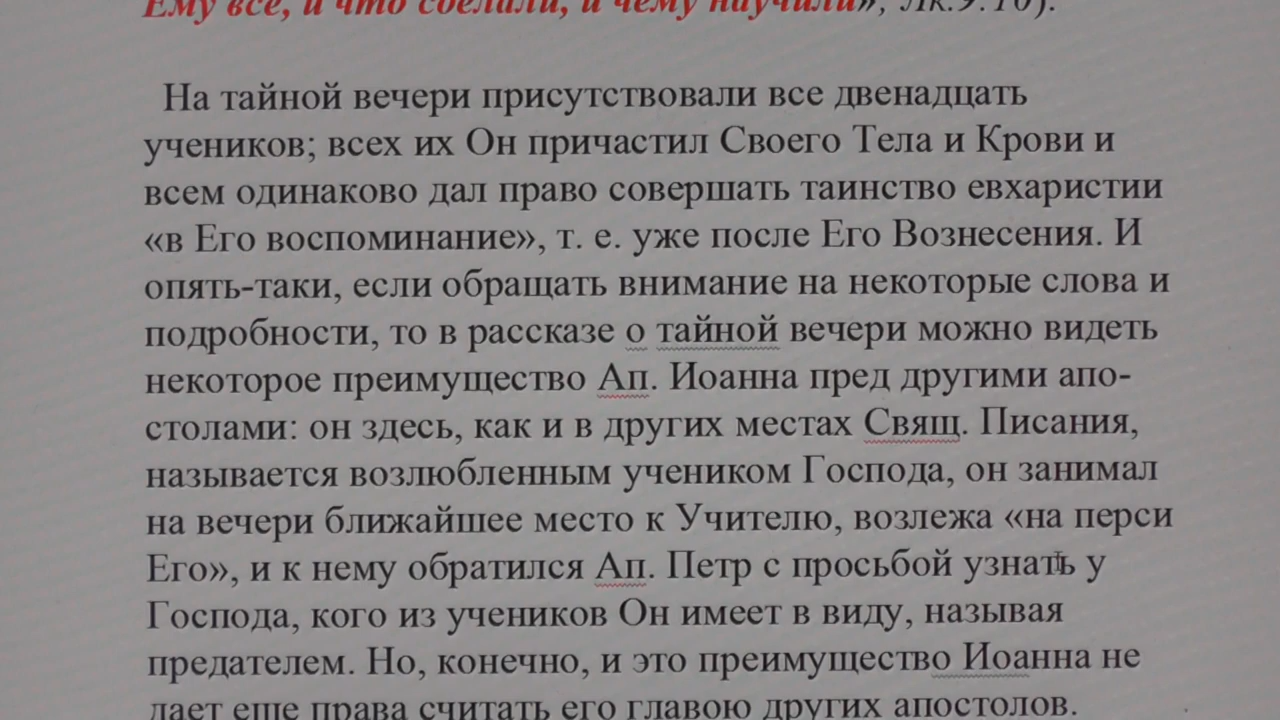 Ему все, и что сделали, и чему научили», Лк.9:10).
На тайной вечери присутствовали все двенадцать
учеников; всех их Он причастил Своего Тела и Крови и
всем одинаково дал право совершать таинство евхаристии
«в Его воспоминание», т. е. уже после Его Вознесения. И
опять-таки, если обращать внимание на некоторые слова и
подробности, то в рассказе о тайной вечери можно видеть
некоторое преимущество Ап. Иоанна пред другими апо-
столами: он здесь, как и в других местах Свящ. Писания,
называется возлюбленным учеником Господа, он занимал
на вечери ближайшее место к Учителю, возлежа «на перси
Его», и к нему обратился Ап. Петр с просьбой узнать у
Господа, кого из учеников Он имеет в виду, называя
предателем. Но, конечно, и это преимущество Иоанна не
дает еще права считать его главою других апостолов.